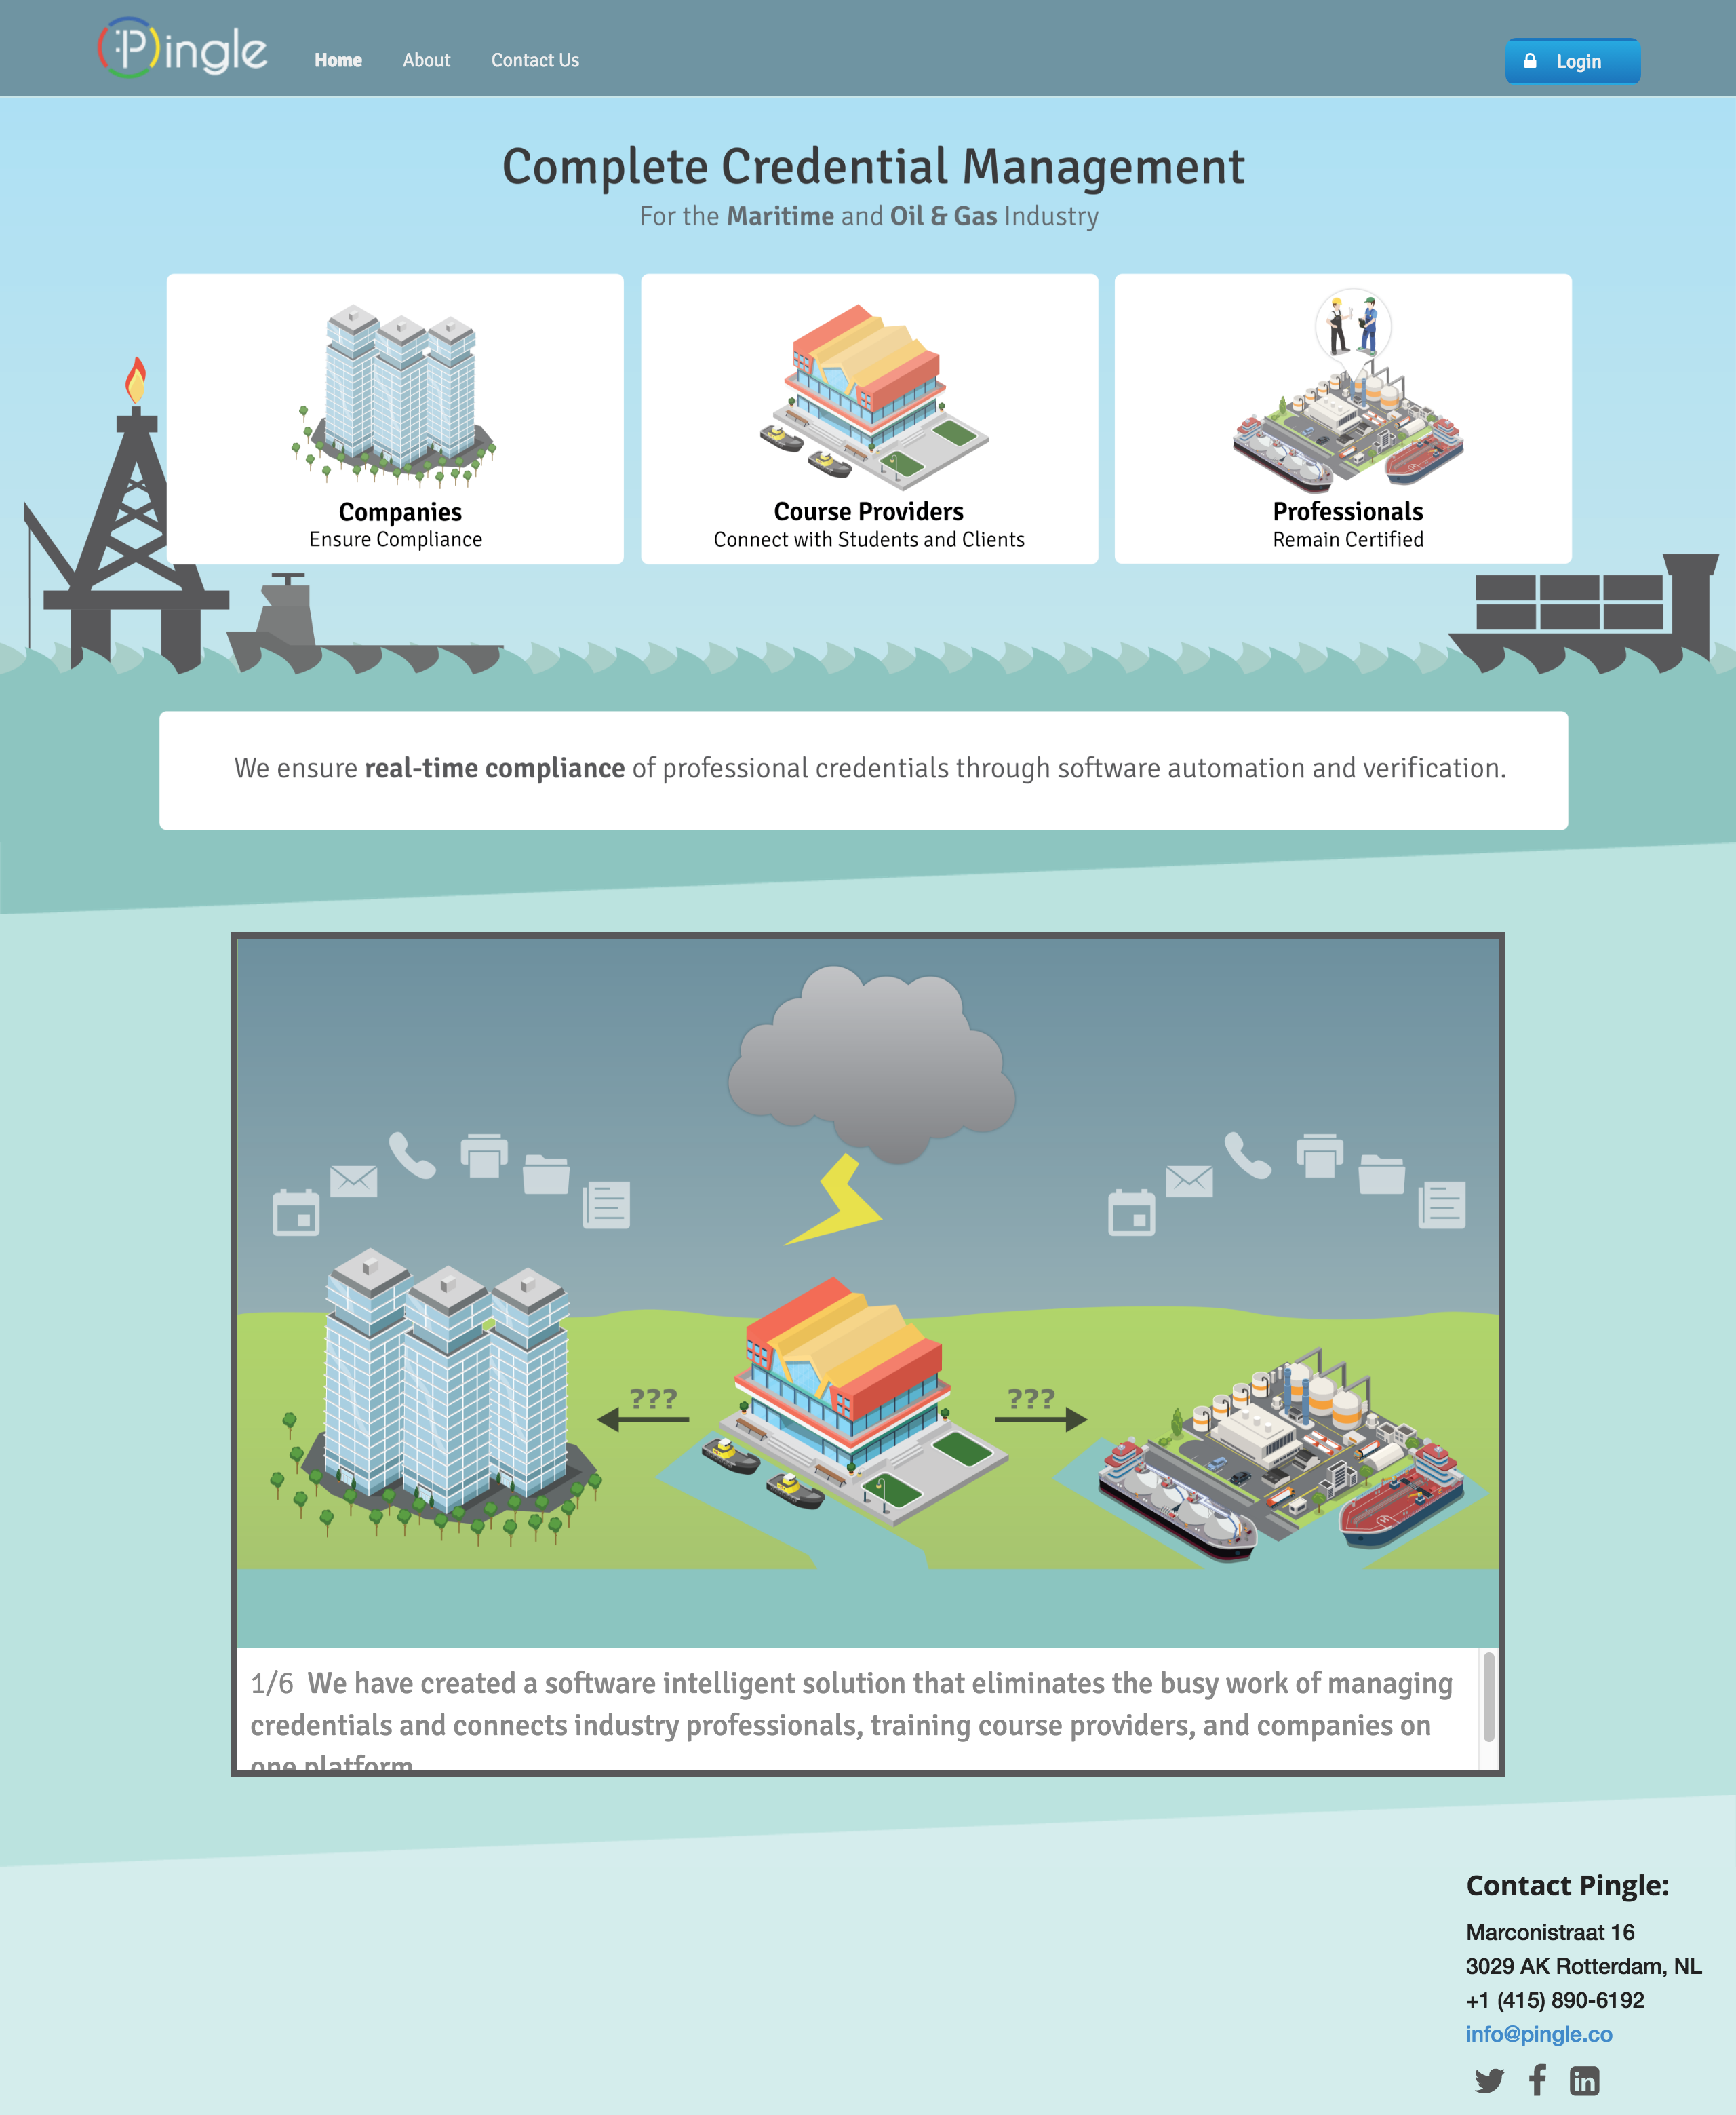 Pingle
Home
About
Contact Us
Login
Complete Credential Management
For the Maritime and Oil & Gas Industry
Companies
Ensure Compliance
Course Providers
Connect with Students and Clients
Professionals
Remain Certified
We ensure real-time compliance of professional credentials through software automation and verification.
???
???
1/6 We have created a software intelligent solution that eliminates the busy work of managing
credentials and connects industry professionals, training course providers, and companies on
one platform
Contact Pingle:
Marconistraat 16
3029 AK Rotterdam, NL
+1 (415) 890-6192
info@pingle.co